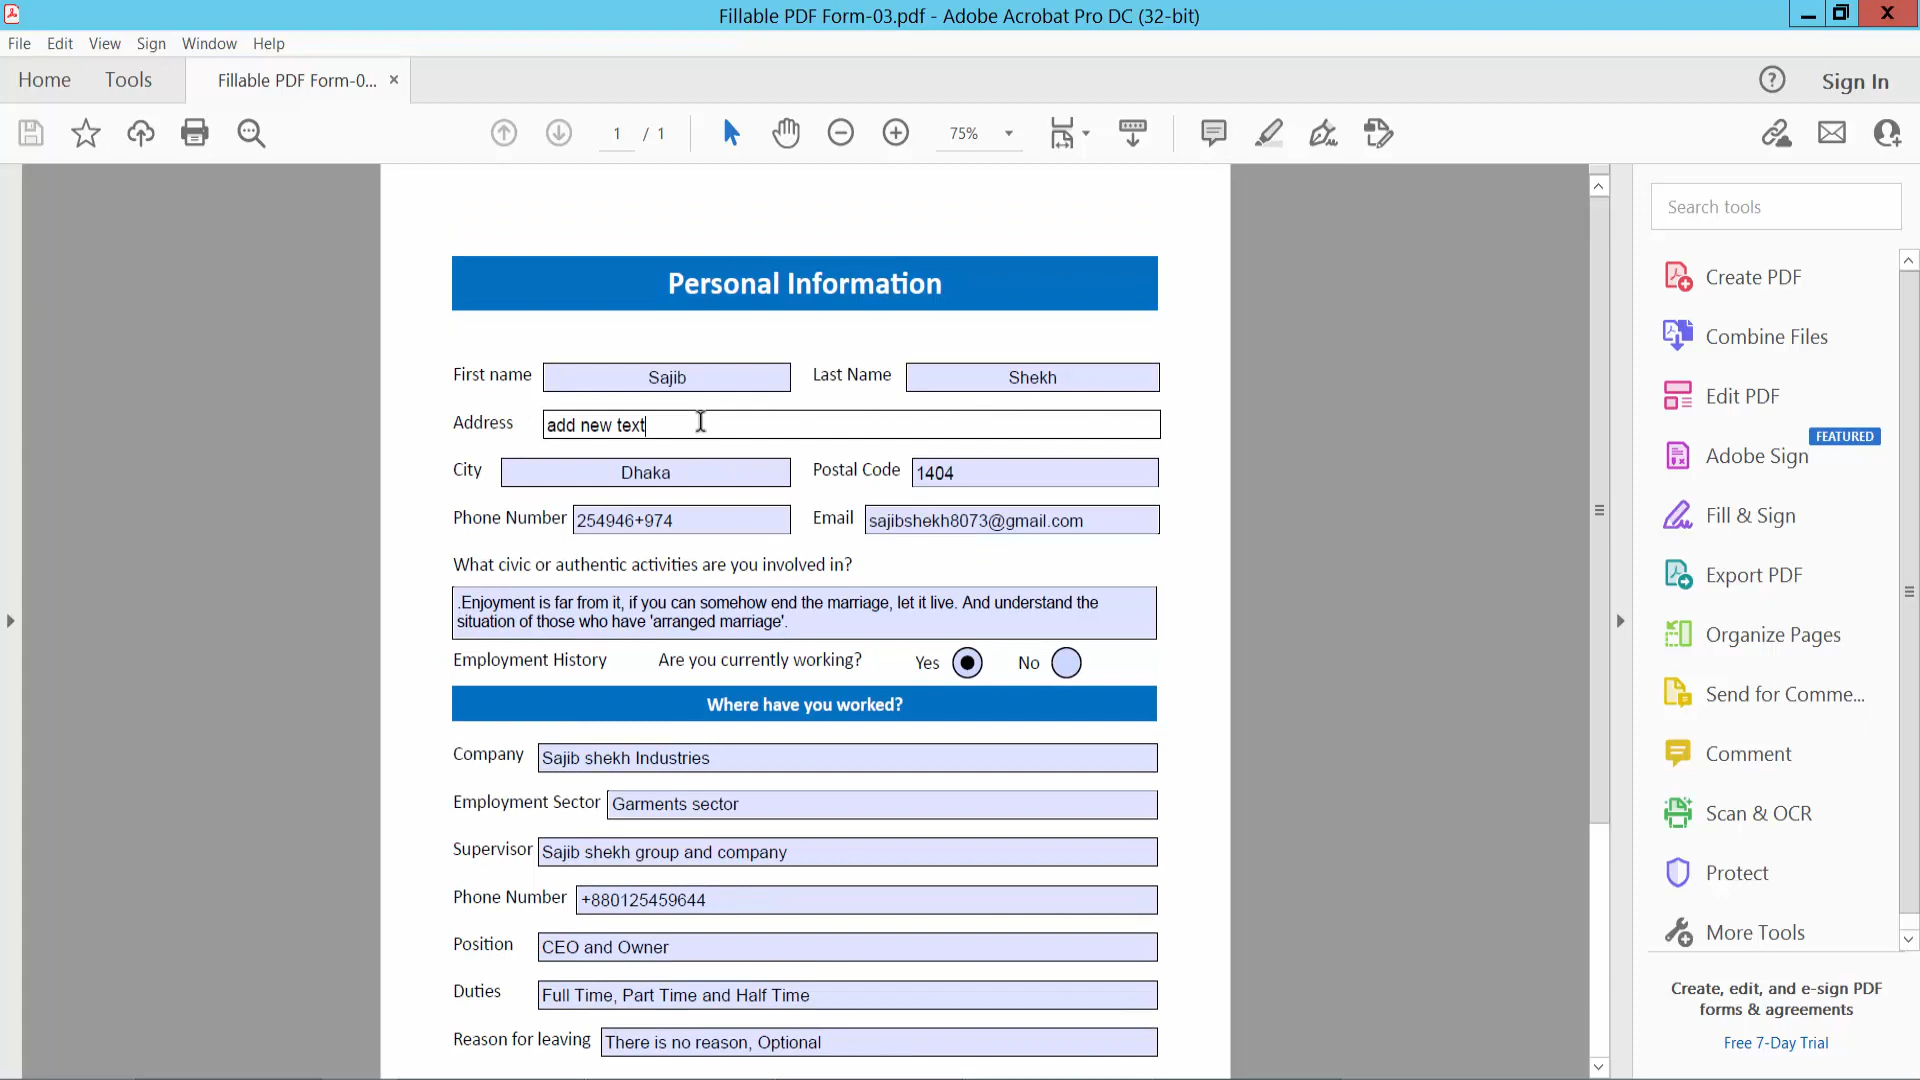 Fillable PDF Form-03.pdf - Adobe Acrobat Pro DC (32-bit)
File Edit View Sign Window Help
Home Tools Fillable PDF Form-0... × Sign In
1 / 1 75%
Search tools
Create PDF
Combine Files
Edit PDF
FEATURED
Adobe Sign
Fill & Sign
Export PDF
Organize Pages
Send for Comme...
Comment
Scan & OCR
Protect
More Tools
Create, edit, and e-sign PDF
forms & agreements
Free 7-Day Trial
Personal Information
First name Sajib Last Name Shekh
Address add new text
City Dhaka Postal Code 1404
Phone Number 254946+974 Email sajibshekh8073@gmail.com
What civic or authentic activities are you involved in?
.Enjoyment is far from it, if you can somehow end the marriage, let it live. And understand the
situation of those who have 'arranged marriage'.
Employment History Are you currently working? Yes No
Where have you worked?
Company Sajib shekh Industries
Employment Sector Garments sector
Supervisor Sajib shekh group and company
Phone Number +880125459644
Position CEO and Owner
Duties Full Time, Part Time and Half Time
Reason for leaving There is no reason, Optional